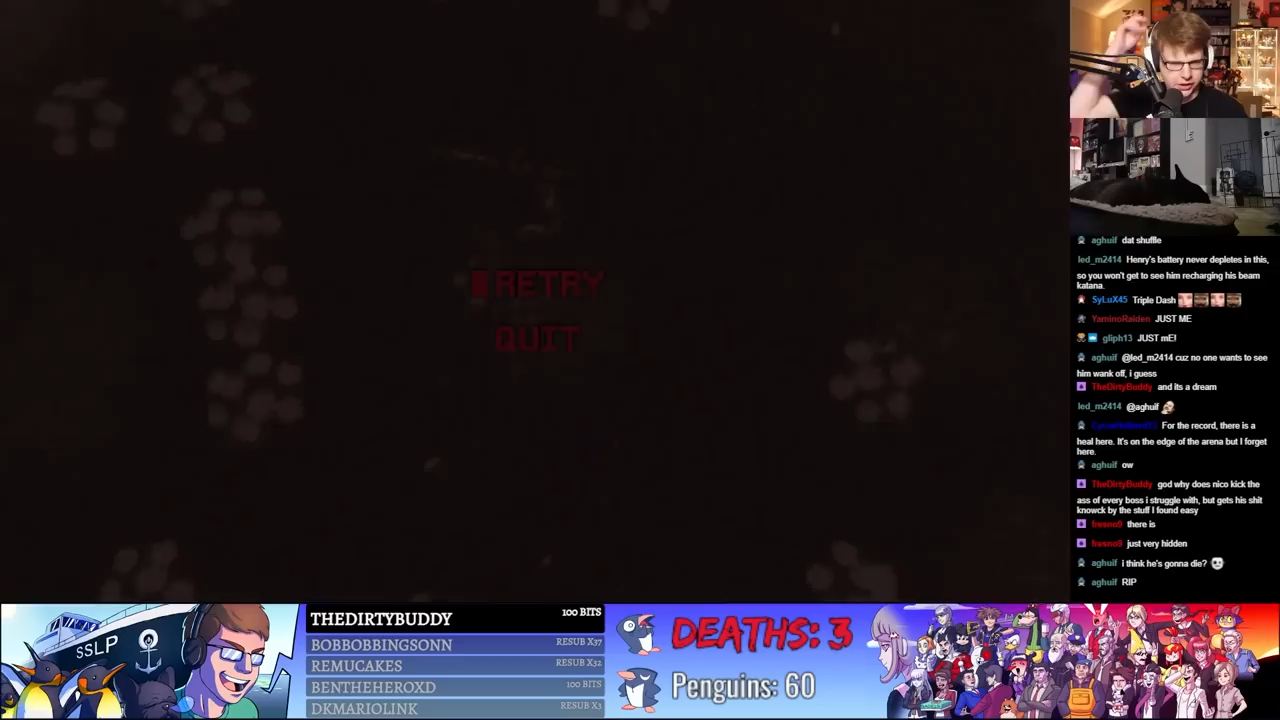 RETRY
QUIT
aghuif dat shuffle
led_m2414 Henry's battery never depletes in this,
so you won't get to see him recharging his beam
katana.
SyLuX45 Triple Dash
YaminoRaiden JUST ME
gliph13 JUST mE!
aghuif @led_m2414 cuz no one wants to see
him wank off, i guess
TheDirtyBuddy and its a dream
led_m2414 @aghuif
For the record, there is a
heal here. It's on the edge of the arena but I forget
here.
aghuif ow
TheDirtyBuddy god why does nico kick the
ass of every boss i struggle with, but gets his shit
knowck by the stuff I found easy
there is
just very hidden
aghuif i think he's gonna die?
aghuif RIP
SSLP
THEDIRTYBUDDY 100 BITS
BOBBOBBINGSONN RESUB X37
REMUCAKES RESUB X32
BENTHEHEROXD 100 BITS
DKMARIOLINK RESUB X3
DEATHS: 3
Penguins: 60